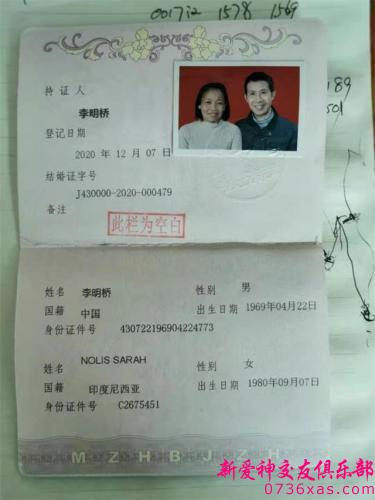 001712 1578 1569
持证人
李明桥
登记日期
2020 年 12 月 07 日
结婚证字号
J430000-2020-000479
备注
此栏为空白
姓名 李明桥 性别 男
国籍 中国 出生日期 1969年04月22日
身份证件号 430722196904224773
姓名 NOLIS SARAH 性别 女
国籍 印度尼西亚 出生日期 1980年09月07日
身份证件号 C2675451
MZHBJZH
新爱神交友俱乐部
0736xas.com